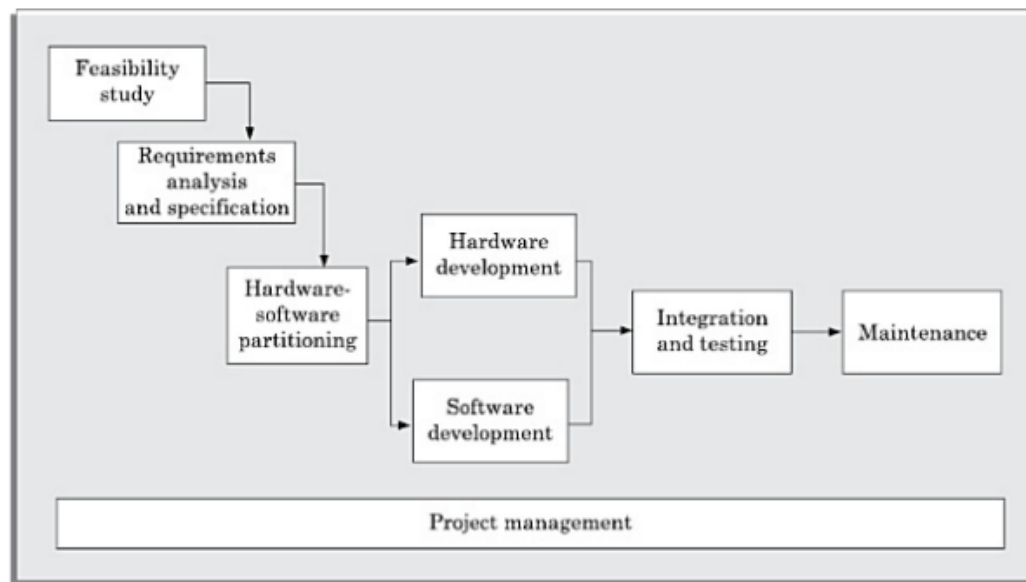 Feasibility
study
Requirements
analysis
and specification
Hardware-
software
partitioning
Hardware
development
Software
development
Integration
and testing
Maintenance
Project management